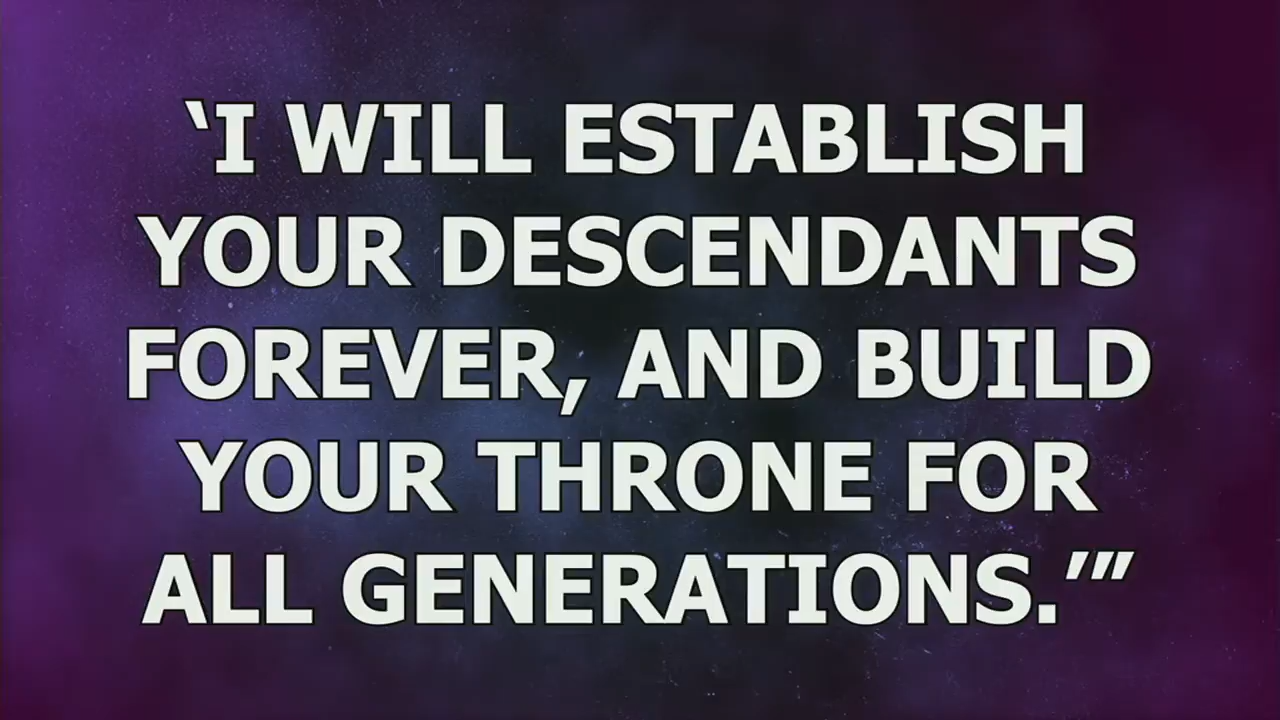 ‘I WILL ESTABLISH
YOUR DESCENDANTS
FOREVER, AND BUILD
YOUR THRONE FOR
ALL GENERATIONS.’”